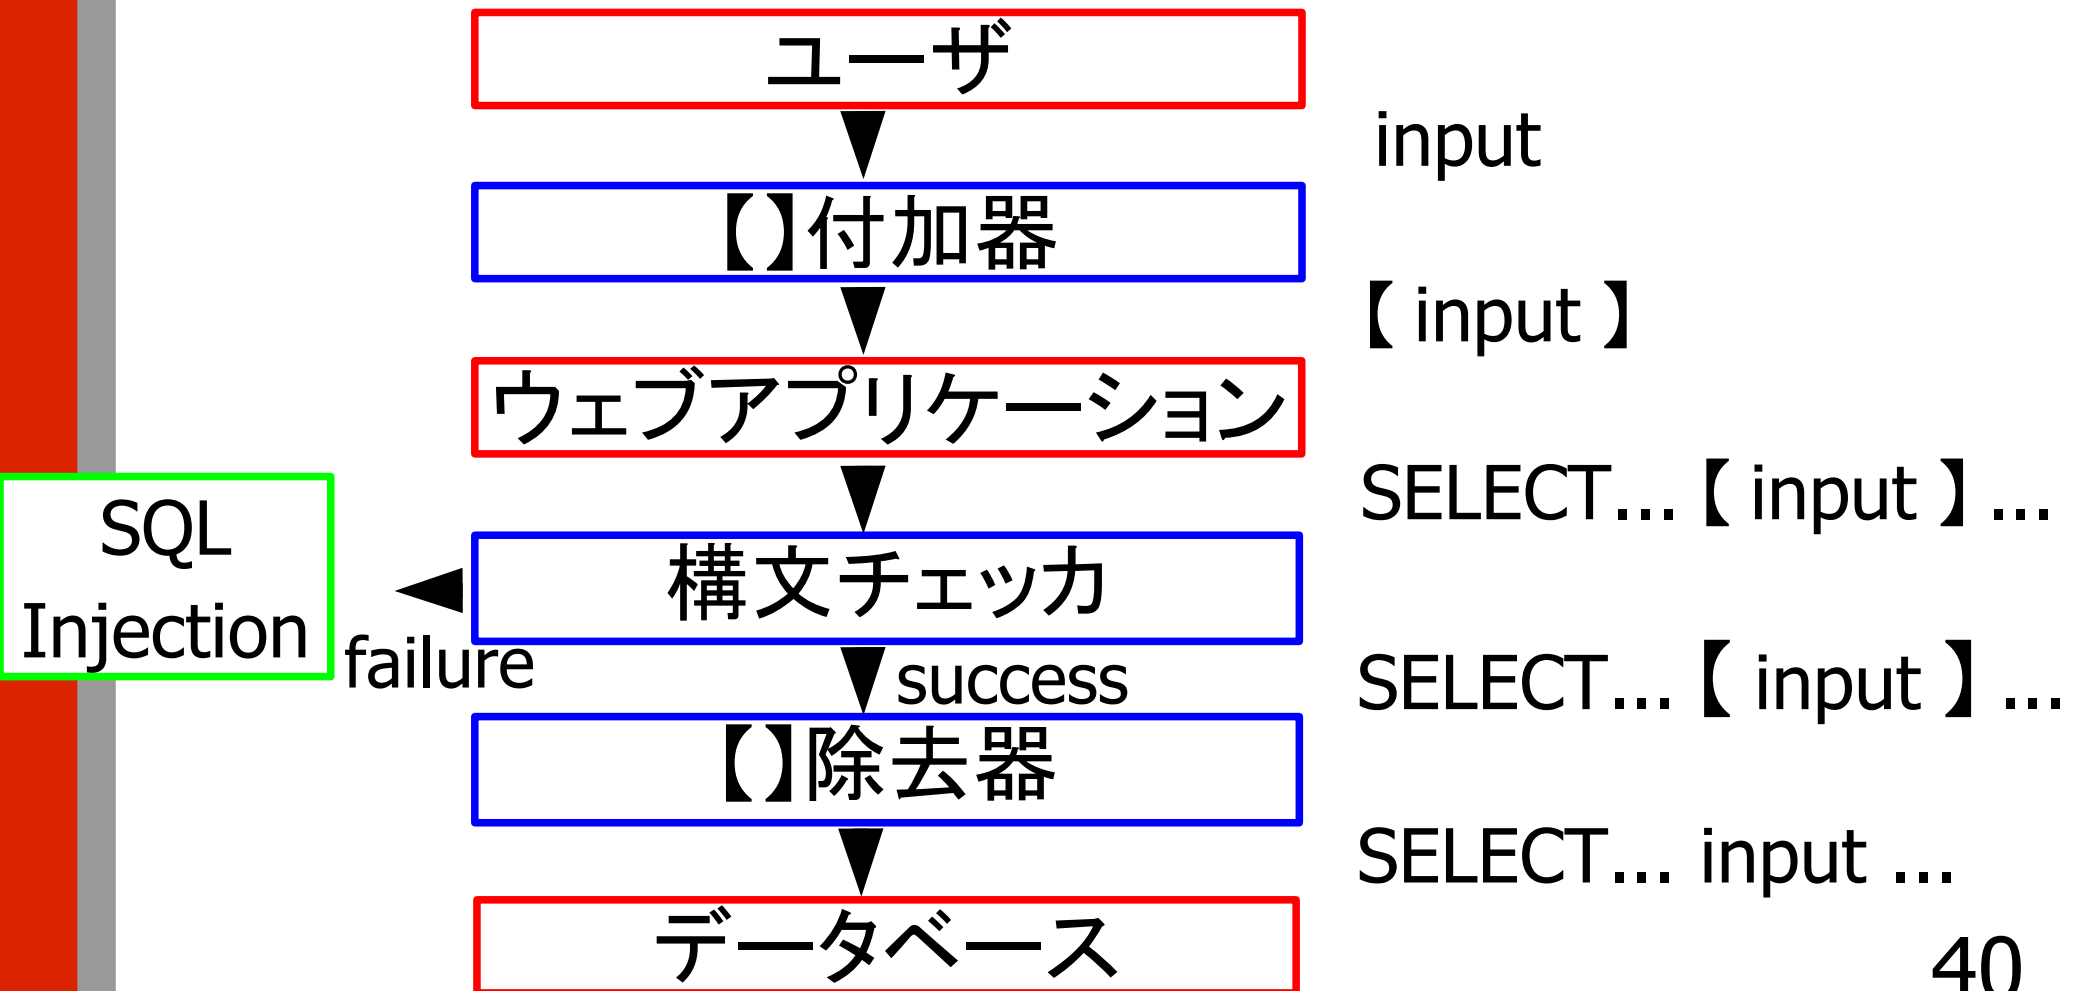 ユーザ
input
【】付加器
【 input 】
ウェブアプリケーション
SELECT...【 input 】...
SQL
Injection
構文チェッカ
failure
success
SELECT...【 input 】...
【】除去器
SELECT... input ...
データベース
40